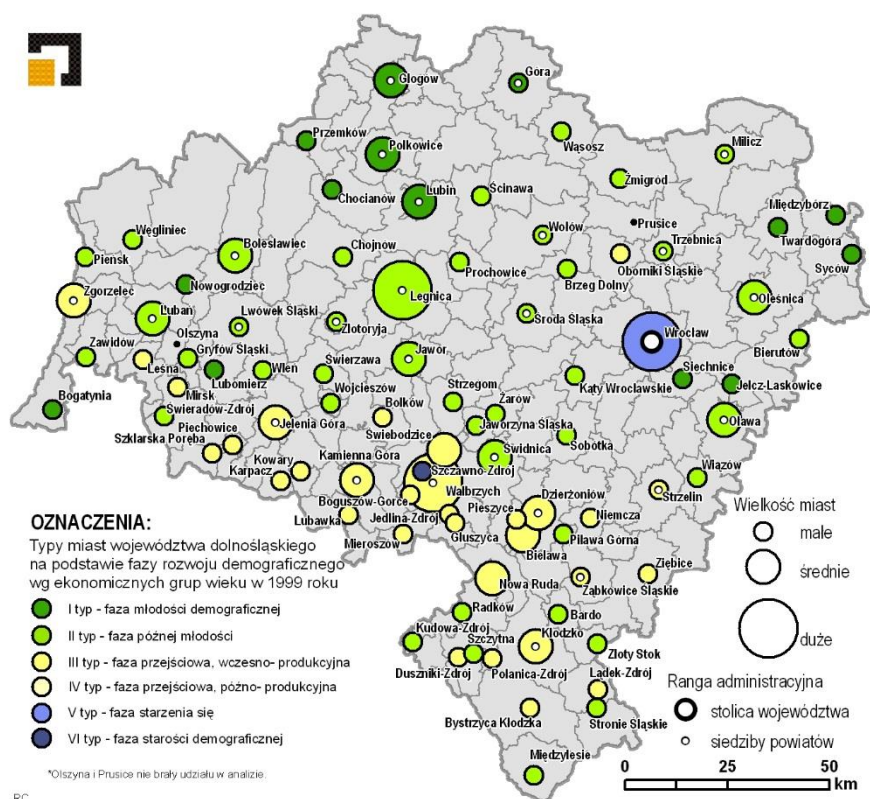 Głogów
Góra
Przemków
Polkowice
Wąsosz
Milicz
Chocianów
Lubin
Ścinawa
Żmigród
Międzybórz
Prusice
Twardogóra
Węgliniec
Bolesławiec
Chojnów
Wołów
Trzebnica
Pieńsk
Prochowice
Oborniki Śląskie
Syców
Brzeg Dolny
Nowogrodziec
Zgorzelec
Legnica
Oleśnica
Lubań
Lwówek Śląski
Złotoryja
Środa Śląska
Olszyna
Wrocław
Zawidów
Gryfów Śląski
Jawor
Bierutów
Leśna
Wleń
Świerzawa
Siechnice
Lubomierz
Kąty Wrocławskie
Jelcz-Laskowice
Mirsk
Wojcieszów
Strzegom
Żarów
Bogatynia
Bolków
Świeradów-Zdrój
Jaworzyna Śląska
Oława
Piechowice
Jelenia Góra
Świebodzice
Sobótka
Szklarska Poręba
Kamienna Góra
Świdnica
Kowary
Szczawno-Zdrój
Wiązów
Karpacz
Wałbrzych
Strzelin
Boguszów-Gorce
Dzierżoniów
Pieszyce
Niemcza
Lubawka
Jedlina-Zdrój
Głuszyca
Piława Górna
Mieroszów
Bielawa
Ziębice
Nowa Ruda
Ząbkowice Śląskie
Radków
Bardo
Kudowa-Zdrój
Szczytna
Kłodzko
Złoty Stok
Duszniki-Zdrój
Polanica-Zdrój
Lądek-Zdrój
Bystrzyca Kłodzka
Stronie Śląskie
Międzylesie
OZNACZENIA:
Typy miast województwa dolnośląskiego
na podstawie fazy rozwoju demograficznego
wg ekonomicznych grup wieku w 1999 roku
I typ - faza młodości demograficznej
II typ - faza późnej młodości
III typ - faza przejściowa, wczesno-produkcyjna
IV typ - faza przejściowa, późno- produkcyjna
V typ - faza starzenia się
VI typ - faza starości demograficznej
*Olszyna i Prusice nie brały udziału w analizie.
RC
Wielkość miast
małe
średnie
duże
Ranga administracyjna
stolica województwa
siedziby powiatów
0 25 50
km